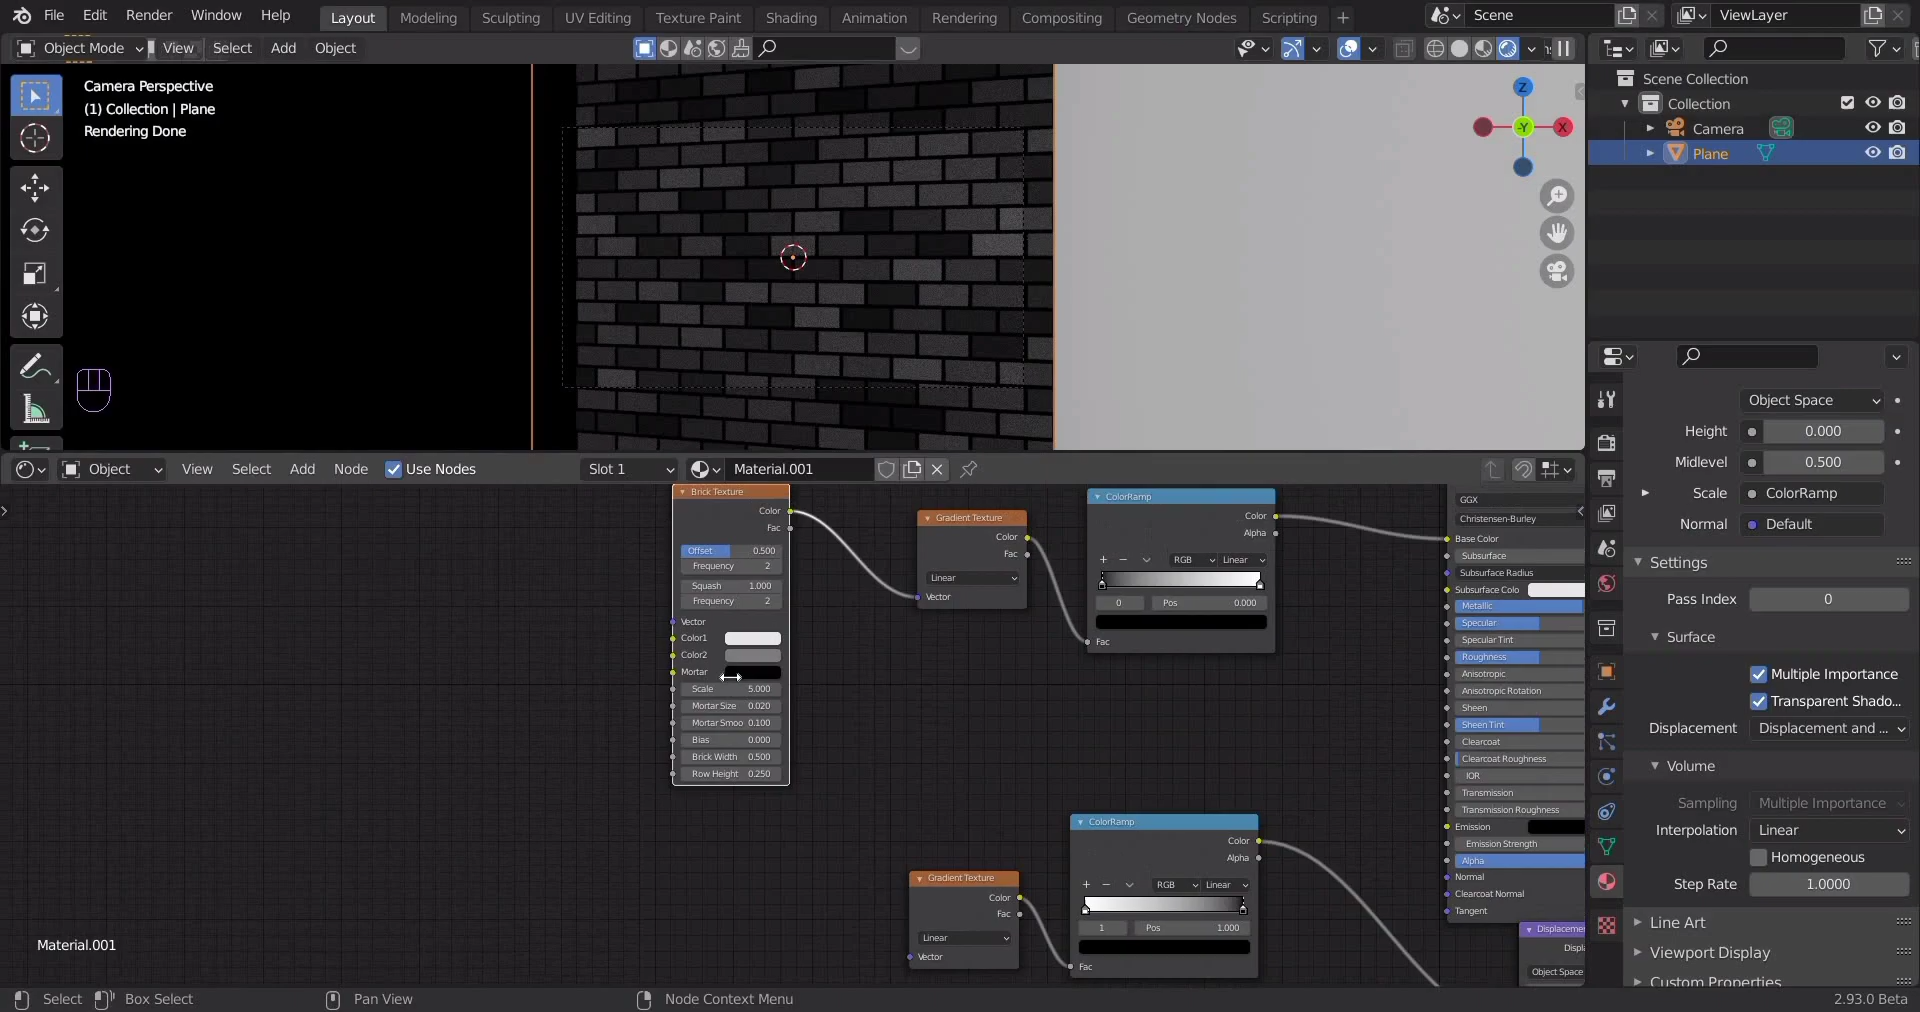 File Edit Render Window Help Layout Modeling Sculpting UV Editing Texture Paint Shading Animation Rendering Compositing Geometry Nodes Scripting + Scene ViewLayer
Object Mode View Select Add Object
Camera Perspective
(1) Collection | Plane
Rendering Done
Z
-Y
X
Scene Collection
Collection
Camera
Plane
Object Space
Height 0.000
Midlevel 0.500
Scale ColorRamp
Normal Default
Settings
Pass Index 0
Surface
Multiple Importance
Transparent Shado...
Displacement Displacement and ...
Volume
Sampling Multiple Importance
Interpolation Linear
Homogeneous
Step Rate 1.0000
Line Art
Viewport Display
Custom Properties
Object View Select Add Node Use Nodes Slot 1 Material.001
Brick Texture
Color
Fac
Offset 0.500
Frequency 2
Squash 1.000
Frequency 2
Vector
Color1
Color2
Mortar
Scale 5.000
Mortar Size 0.020
Mortar Smoo 0.100
Bias 0.000
Brick Width 0.500
Row Height 0.250
Gradient Texture
Color
Fac
Linear
Vector
ColorRamp
Color
Alpha
RGB Linear
0 Pos 0.000
Fac
Gradient Texture
Color
Fac
Linear
Vector
ColorRamp
Color
Alpha
RGB Linear
1 Pos 1.000
Fac
GGX
Christensen-Burley
Base Color
Subsurface
Subsurface Radius
Subsurface Colo
Metallic
Specular
Specular Tint
Roughness
Anisotropic
Anisotropic Rotation
Sheen
Sheen Tint
Clearcoat
Clearcoat Roughness
IOR
Transmission
Transmission Roughness
Emission
Emission Strength
Alpha
Normal
Clearcoat Normal
Tangent
Displacemen
Displa
Object Space
Material.001
Select Box Select Pan View Node Context Menu 2.93.0 Beta